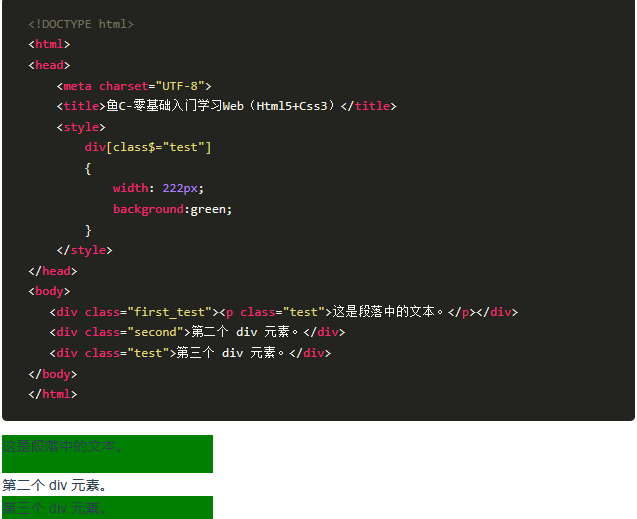 <!DOCTYPE html>
<html>
<head>
    <meta charset="UTF-8">
    <title>鱼C-零基础入门学习Web（Html5+Css3）</title>
    <style>
        div[class$="test"]
        {
            width: 222px;
            background:green;
        }
    </style>
</head>
<body>
   <div class="first_test"><p class="test">这是段落中的文本。</p></div>
   <div class="second">第二个 div 元素。</div>
   <div class="test">第三个 div 元素。</div>
</body>
</html>
这是段落中的文本。
第二个 div 元素。
第三个 div 元素。